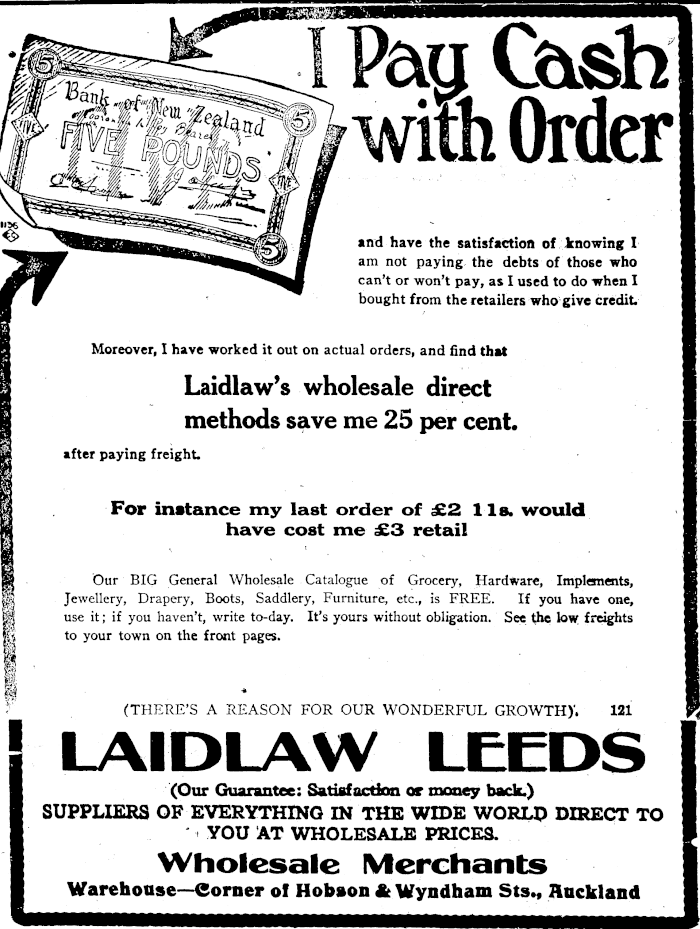 I Pay Cash
with Order
5
Bank of New Zealand
5
FIVE
FIVE POUNDS
FIVE
5
1136
and have the satisfaction of knowing I
am not paying the debts of those who
can't or won't pay, as I used to do when I
bought from the retailers who give credit.
Moreover, I have worked it out on actual orders, and find that
Laidlaw's wholesale direct
methods save me 25 per cent.
after paying freight.
For instance my last order of £2 11s. would
have cost me £3 retail
Our BIG General Wholesale Catalogue of Grocery, Hardware, Implements,
Jewellery, Drapery, Boots, Saddlery, Furniture, etc., is FREE. If you have one,
use it; if you haven't, write to-day. It's yours without obligation. See the low freights
to your town on the front pages.
(THERE'S A REASON FOR OUR WONDERFUL GROWTH). 121
LAIDLAW LEEDS
(Our Guarantee: Satisfaction or money back.)
SUPPLIERS OF EVERYTHING IN THE WIDE WORLD DIRECT TO
YOU AT WHOLESALE PRICES.
Wholesale Merchants
Warehouse—Corner of Hobson & Wyndham Sts., Auckland